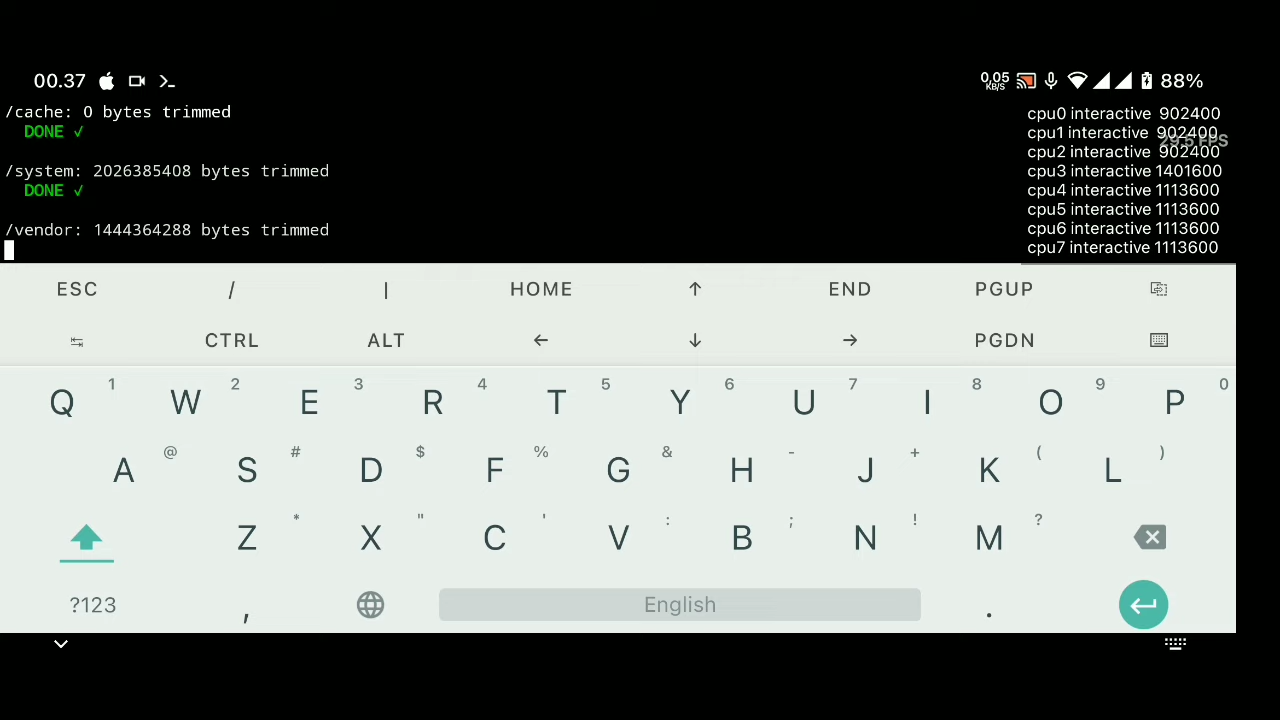 00.37
0.05 KB/S
88%
/cache: 0 bytes trimmed
DONE ✓
/system: 2026385408 bytes trimmed
DONE ✓
/vendor: 1444364288 bytes trimmed
cpu0 interactive 902400
cpu1 interactive 902400
29.5 FPS
cpu2 interactive 902400
cpu3 interactive 1401600
cpu4 interactive 1113600
cpu5 interactive 1113600
cpu6 interactive 1113600
cpu7 interactive 1113600
ESC / | HOME ↑ END PGUP
↹ CTRL ALT ← ↓ → PGDN
Q 1 W 2 E 3 R 4 T 5 Y 6 U 7 I 8 O 9 P 0
A @ S # D $ F % G & H - J + K ( L )
Z * X " C ' V : B ; N ! M ?
?123 , English .